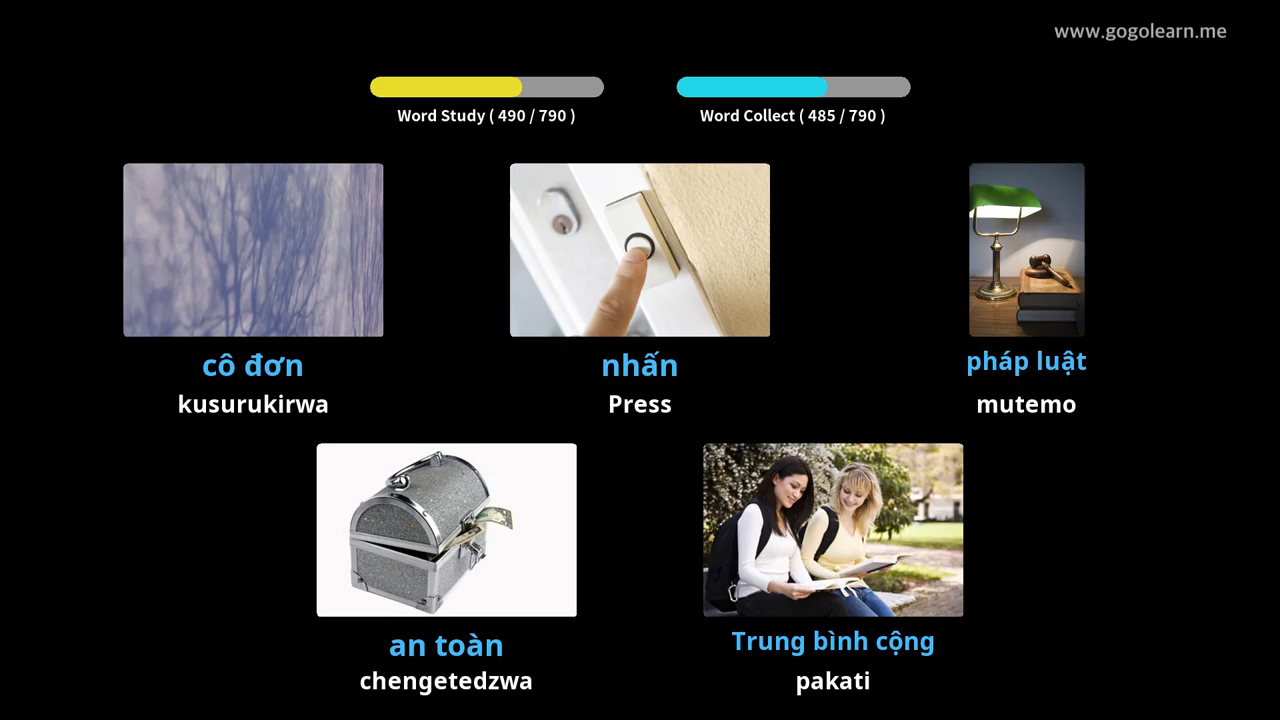 www.gogolearn.me
Word Study ( 490 / 790 )
Word Collect ( 485 / 790 )
cô đơn
kusurukirwa
nhấn
Press
pháp luật
mutemo
an toàn
chengetedzwa
Trung bình cộng
pakati